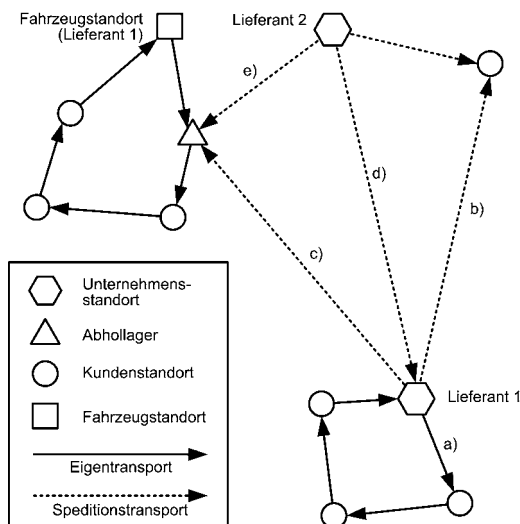 Fahrzeugstandort
(Lieferant 1)
Lieferant 2
e)
d)
b)
c)
Unternehmens-
standort
Abhollager
Kundenstandort
Fahrzeugstandort
Eigentransport
Speditionstransport
Lieferant 1
a)